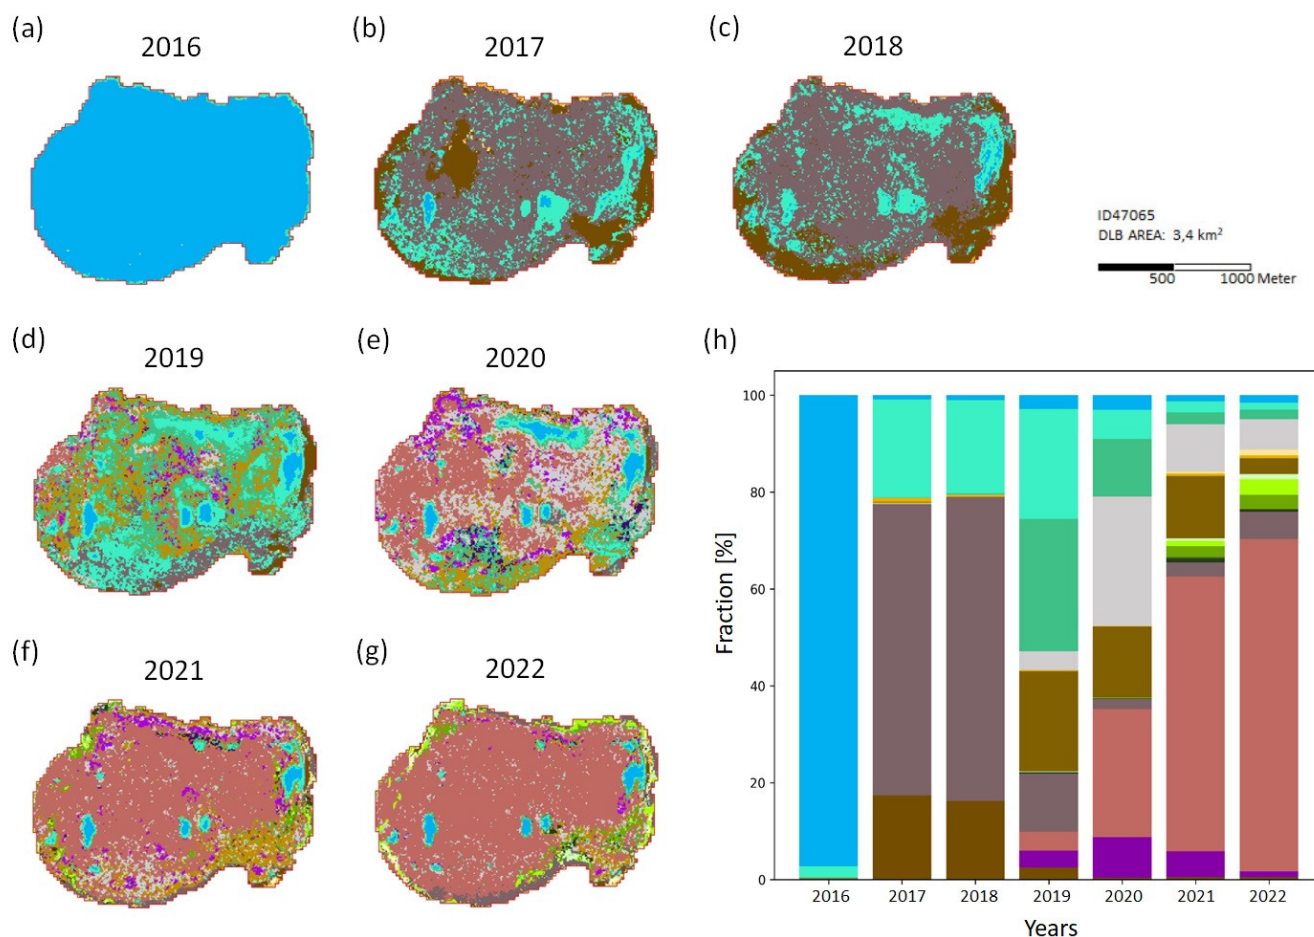 (a)
2016
(b)
2017
(c)
2018
ID47065
DLB AREA: 3,4 km²
500
1000 Meter
(d)
2019
(e)
2020
(h)
(f)
2021
(g)
2022
100
80
60
40
20
0
Fraction [%]
2016 2017 2018 2019 2020 2021 2022
Years